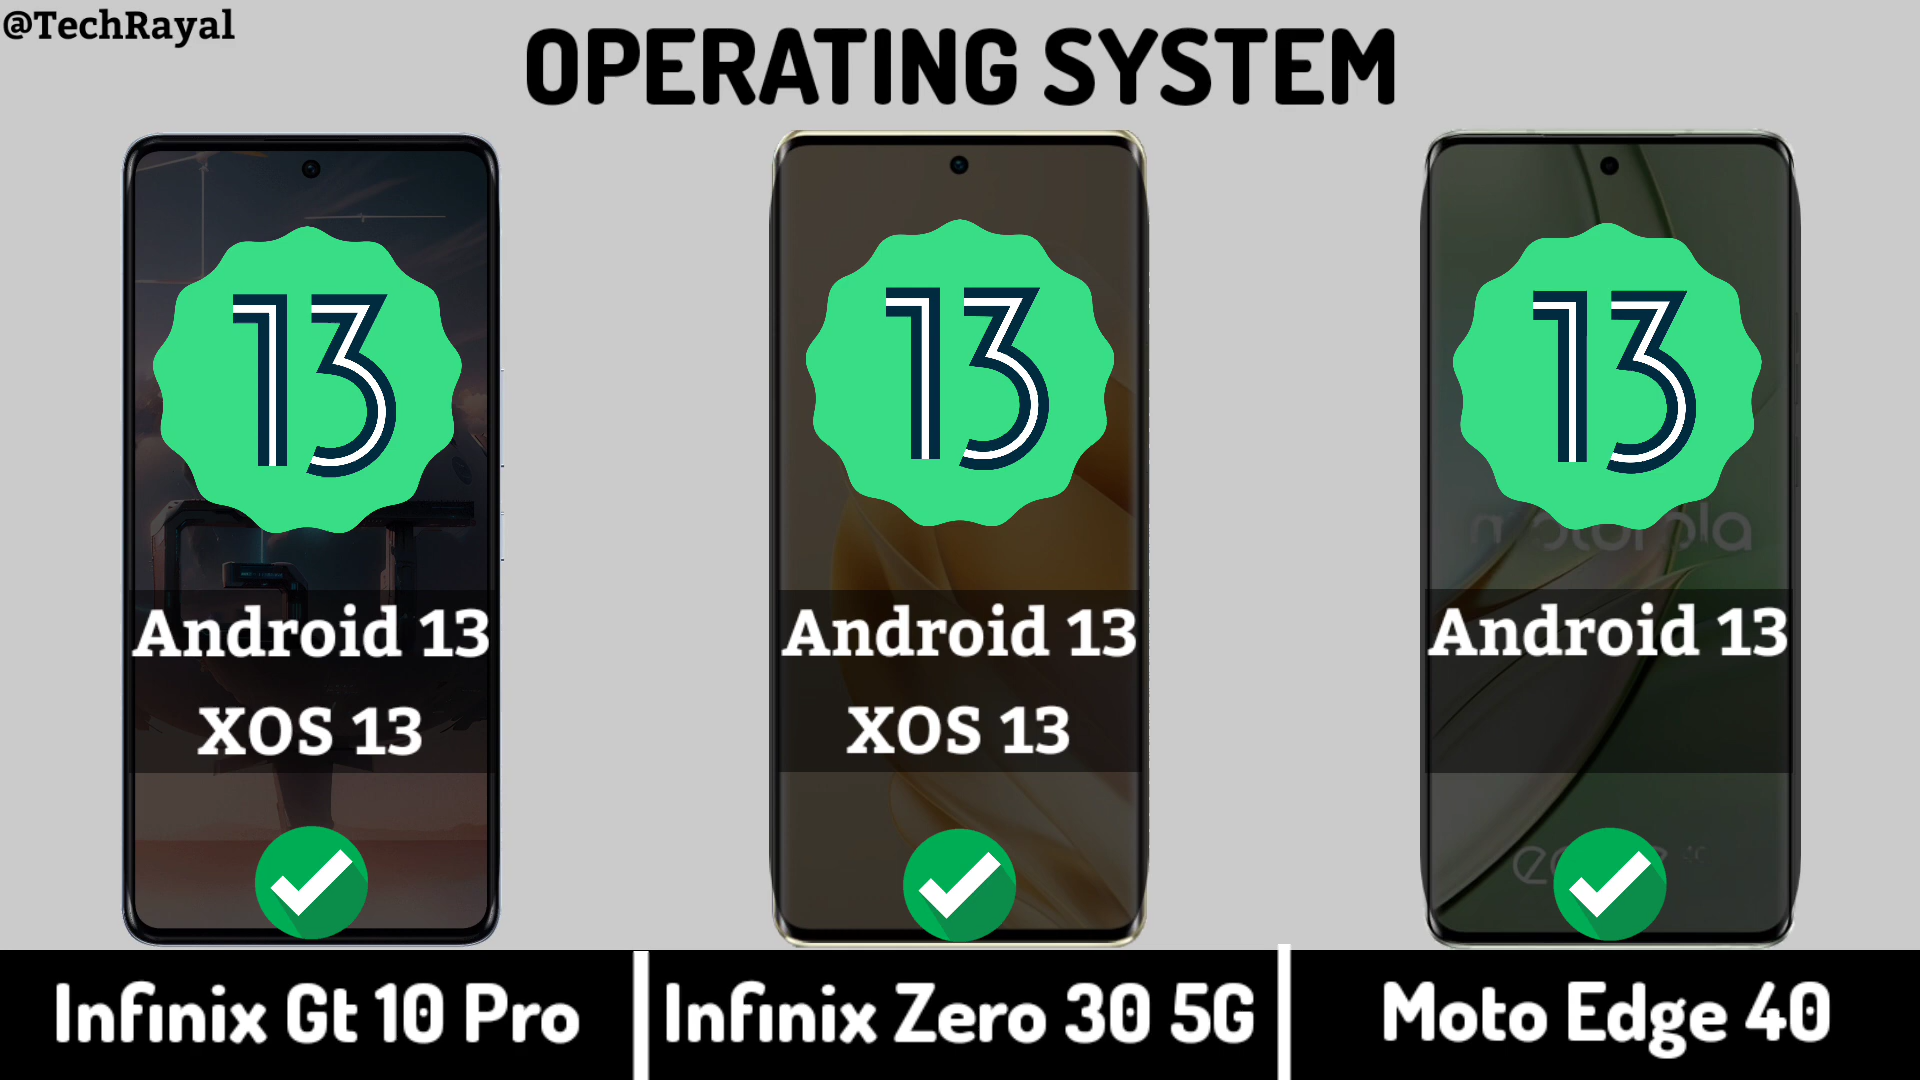 @TechRayal
OPERATING SYSTEM
13
13
13
motorola
Android 13
XOS 13
Android 13
XOS 13
Android 13
Infinix Gt 10 Pro
Infinix Zero 30 5G
Moto Edge 40